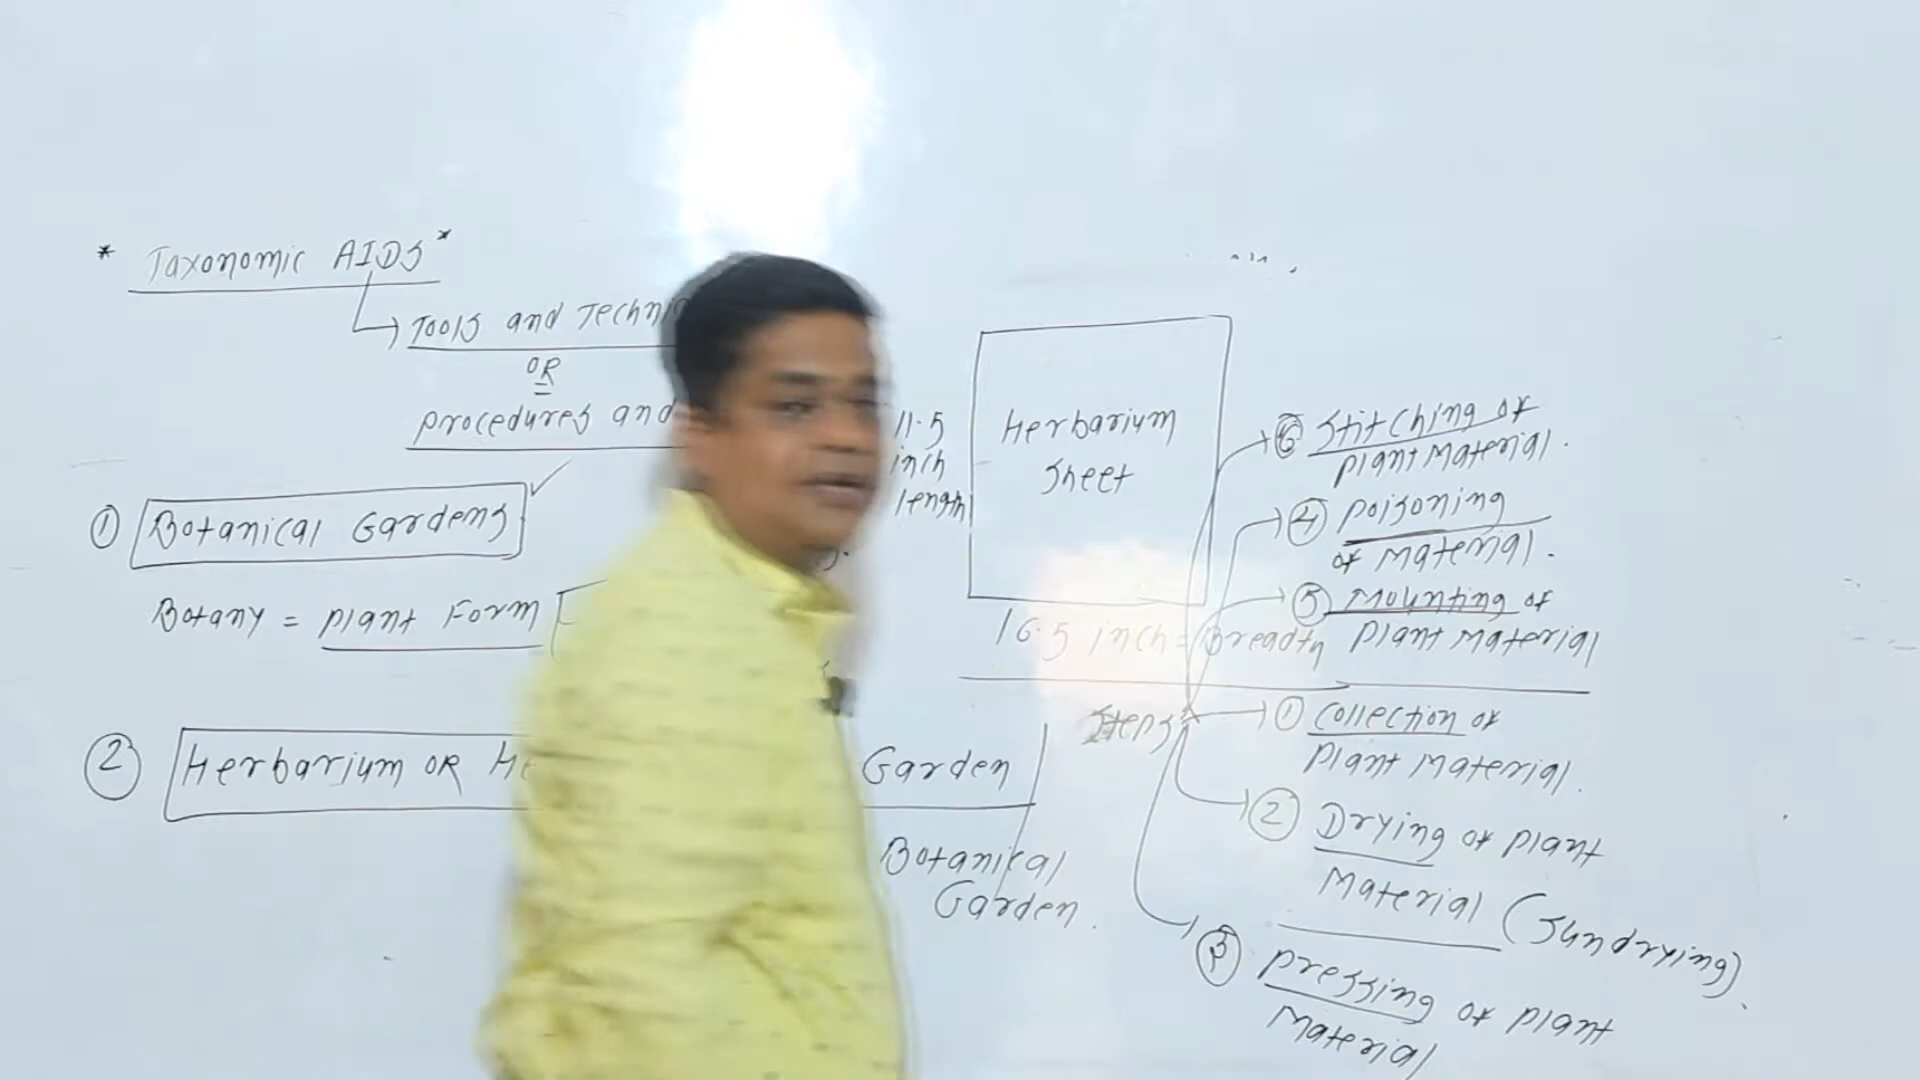 * Taxonomic AIDS *
Tools and Techni
OR
procedures and
① Botanical Gardens
Botany = plant Form
② Herbarium OR He
Garden
Botanical
Garden.
11.5
inch
length
Herbarium
Sheet
16.5 inch = Breadth
Steps
⑥ Stitching of
plant Material.
④ poisoning
of Material.
⑤ Mounting of
plant Material
① Collection of
plant Material.
② Drying of plant
Material (Sundrying).
③ pressing of plant
Material